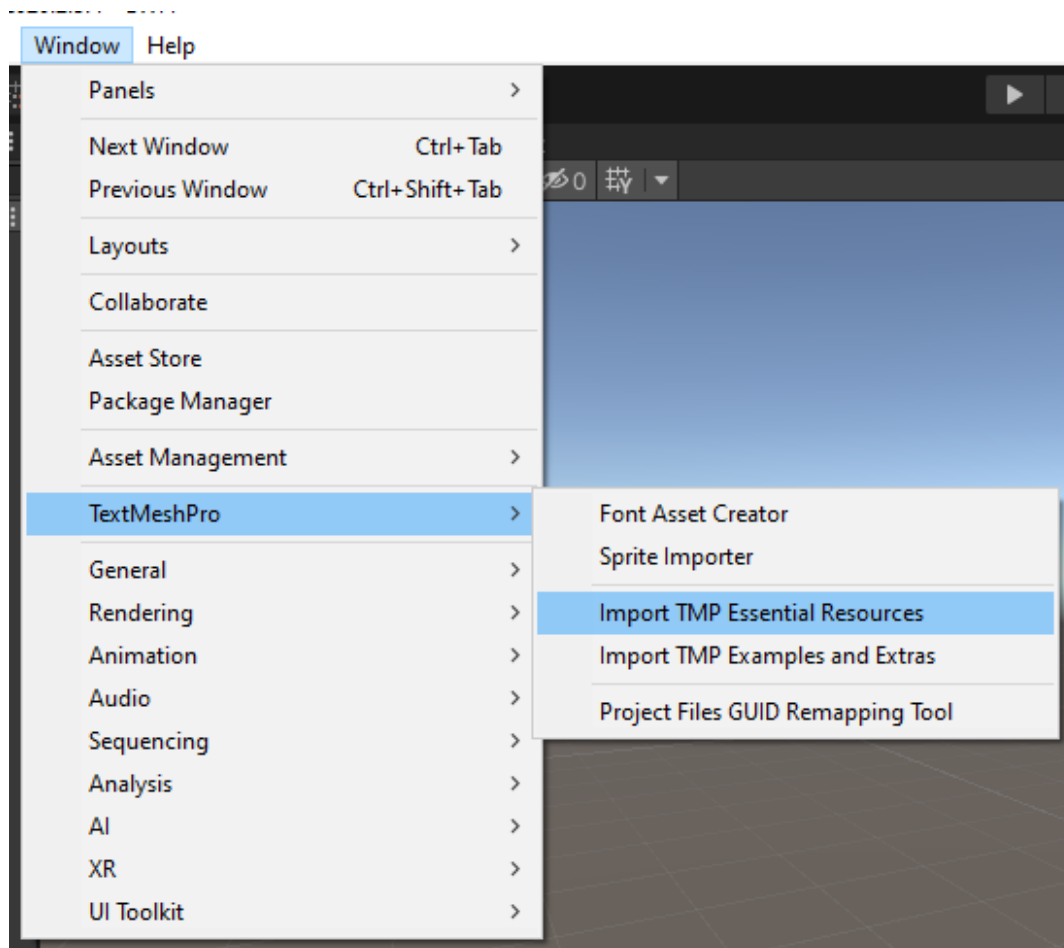 Window Help
Panels
Next Window Ctrl+Tab
Previous Window Ctrl+Shift+Tab
0
Layouts
Collaborate
Asset Store
Package Manager
Asset Management
TextMeshPro
Font Asset Creator
Sprite Importer
General
Rendering
Import TMP Essential Resources
Animation
Import TMP Examples and Extras
Audio
Project Files GUID Remapping Tool
Sequencing
Analysis
AI
XR
UI Toolkit